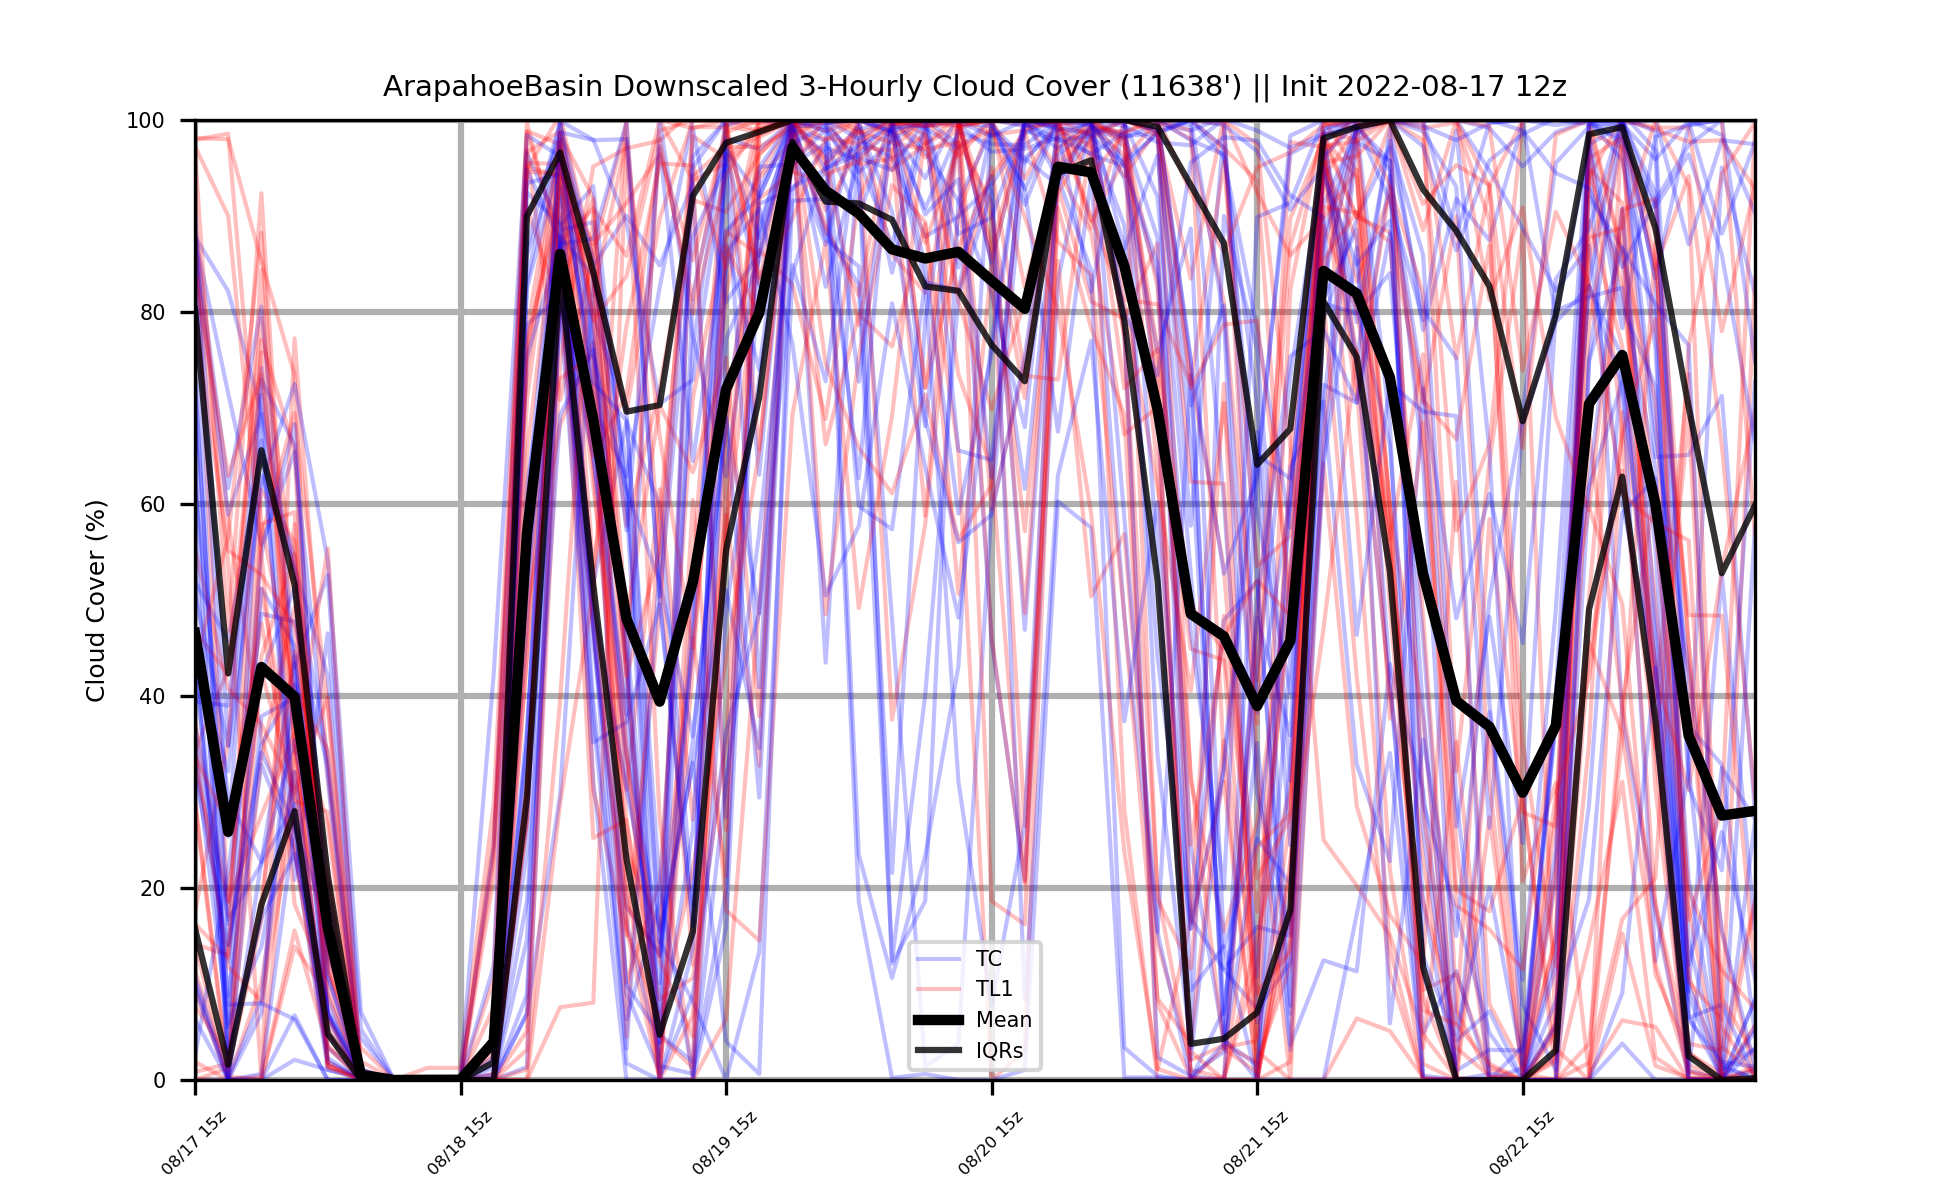 ArapahoeBasin Downscaled 3-Hourly Cloud Cover (11638') || Init 2022-08-17 12z
100
80
60
40
20
0
Cloud Cover (%)
TC
TL1
Mean
IQRs
08/17 15z
08/18 15z
08/19 15z
08/20 15z
08/21 15z
08/22 15z